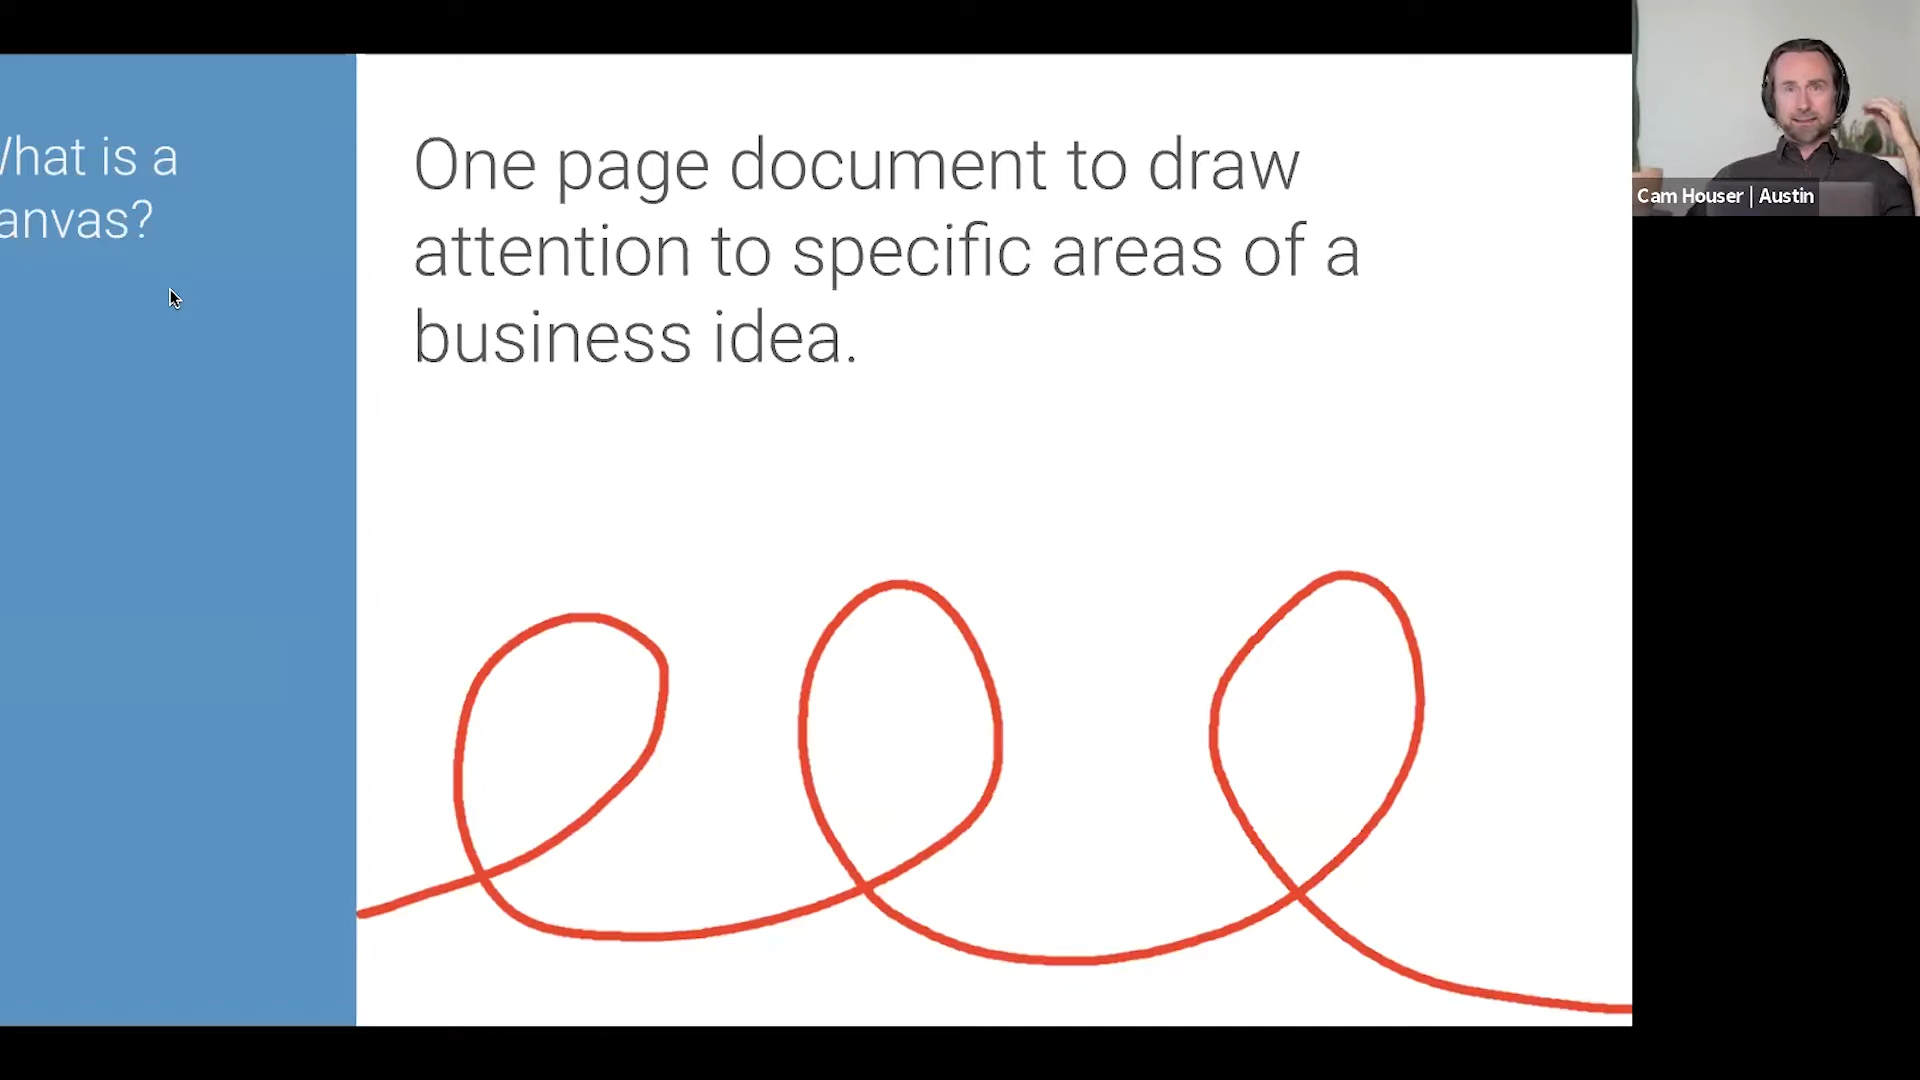 hat is a
anvas?
One page document to draw
attention to specific areas of a
business idea.
Cam Houser | Austin